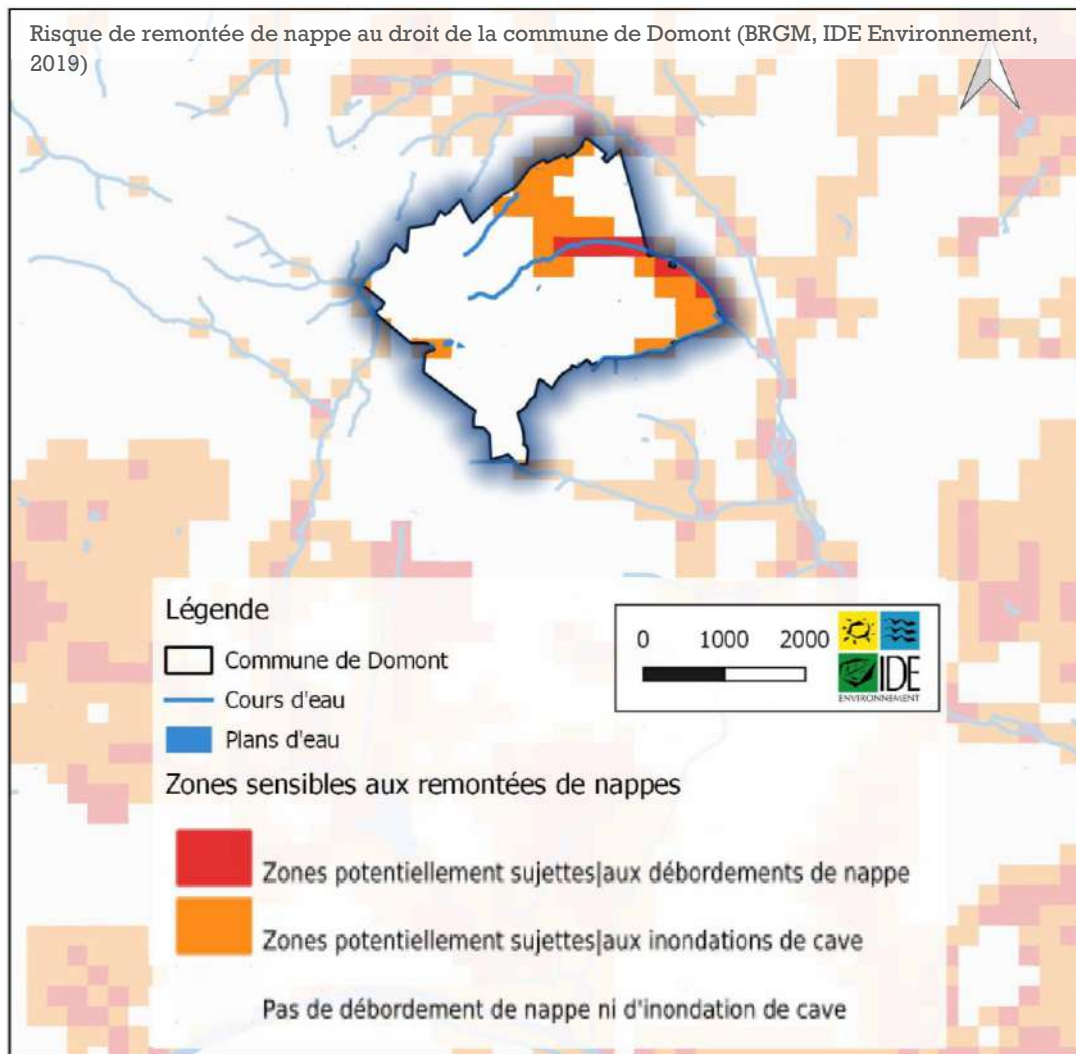 Risque de remontée de nappe au droit de la commune de Domont (BRGM, IDE Environnement,
2019)
Légende
Commune de Domont
Cours d'eau
Plans d'eau
0 1000 2000
IDE
ENVIRONNEMENT
Zones sensibles aux remontées de nappes
Zones potentiellement sujettes|aux débordements de nappe
Zones potentiellement sujettes|aux inondations de cave
Pas de débordement de nappe ni d'inondation de cave